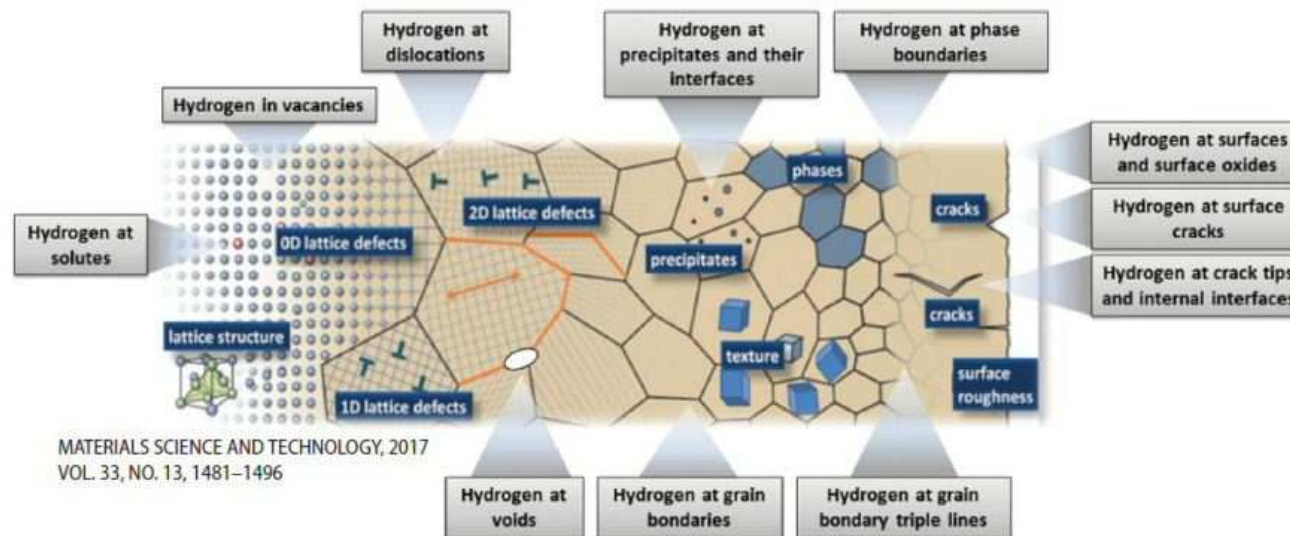 Hydrogen at
dislocations
Hydrogen at
precipitates and their
interfaces
Hydrogen at phase
boundaries
Hydrogen in vacancies
Hydrogen at surfaces
and surface oxides
phases
2D lattice defects
cracks
Hydrogen at surface
cracks
Hydrogen at
solutes
0D lattice defects
precipitates
Hydrogen at crack tips
and internal interfaces
cracks
lattice structure
texture
surface
roughness
1D lattice defects
MATERIALS SCIENCE AND TECHNOLOGY, 2017
VOL. 33, NO. 13, 1481–1496
Hydrogen at
voids
Hydrogen at grain
bondaries
Hydrogen at grain
bondary triple lines